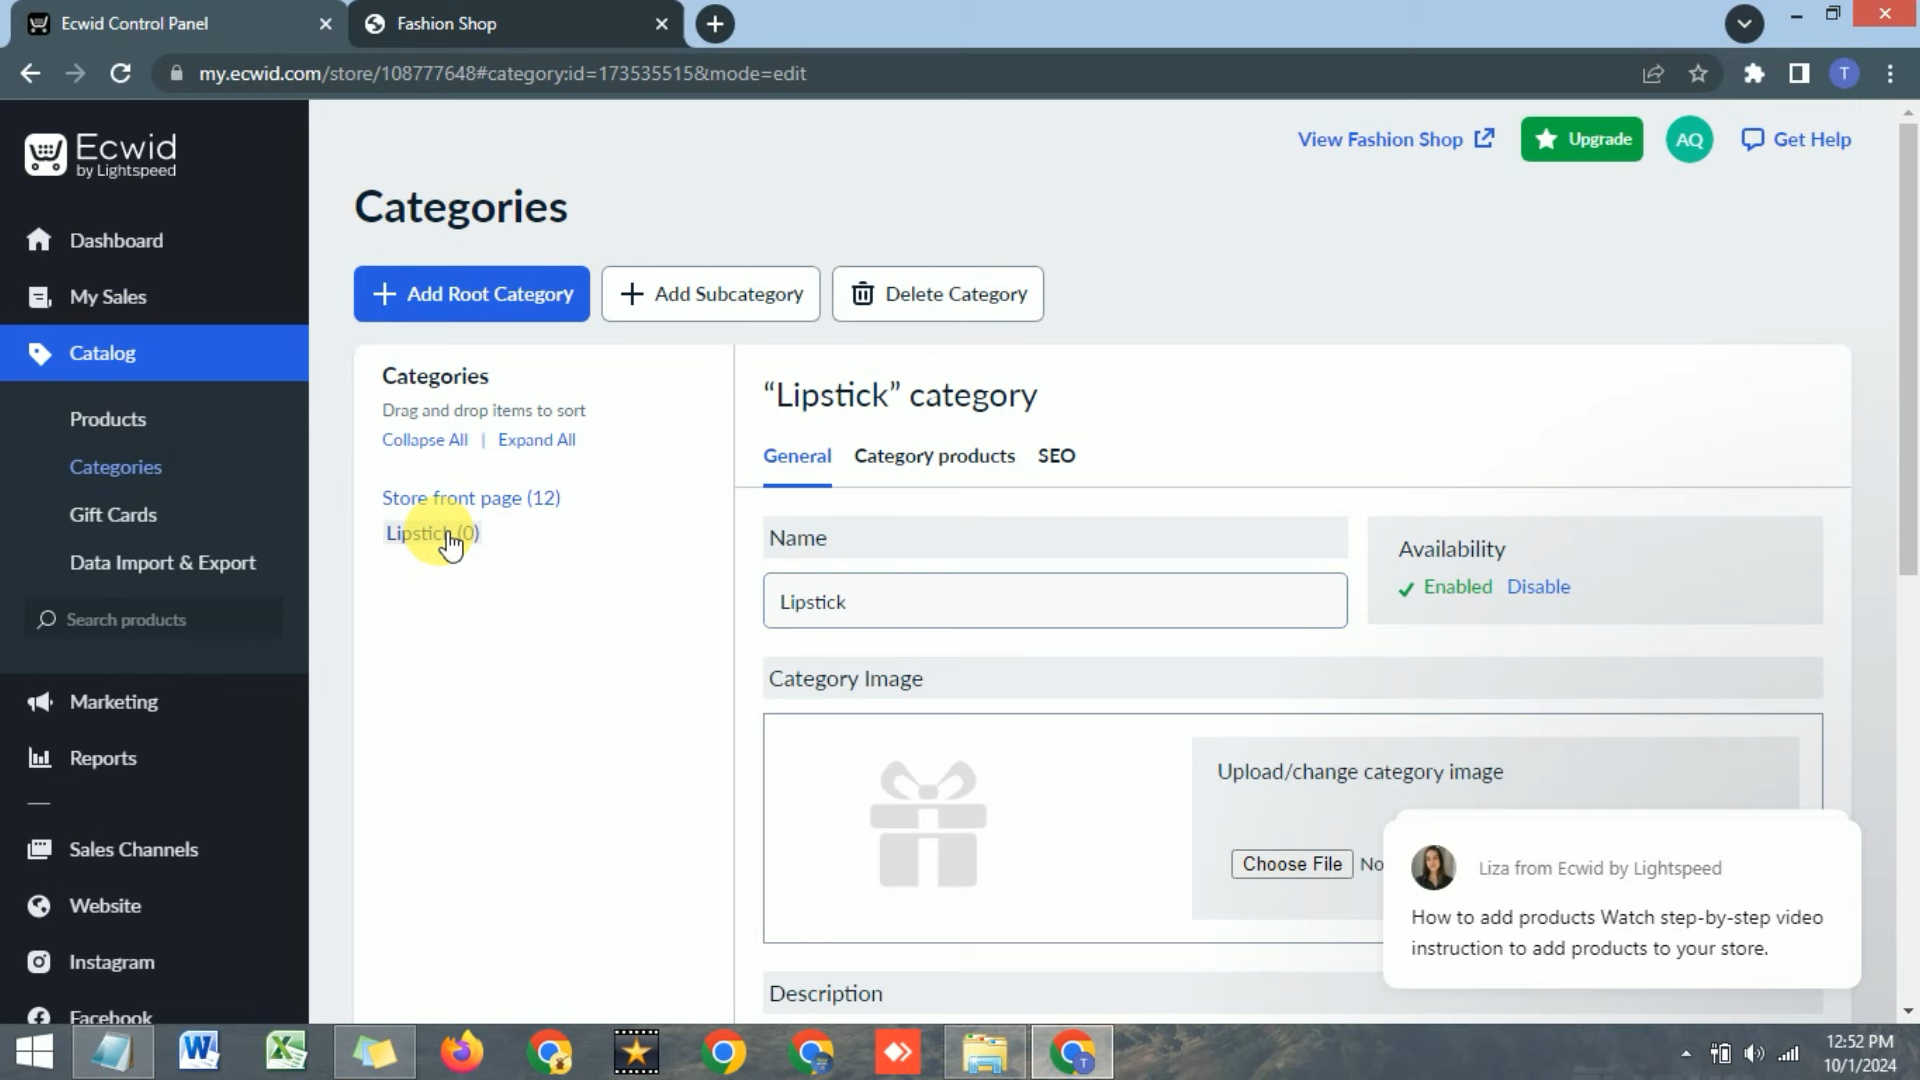 Ecwid Control Panel
Fashion Shop
my.ecwid.com/store/108777648#category:id=173535515&mode=edit
T
Ecwid
by Lightspeed
View Fashion Shop
Upgrade
AQ
Get Help
Dashboard
My Sales
Catalog
Products
Categories
Gift Cards
Data Import & Export
Search products
Marketing
Reports
Sales Channels
Website
Instagram
Facebook
Categories
Add Root Category
Add Subcategory
Delete Category
Categories
Drag and drop items to sort
Collapse All | Expand All
Store front page (12)
Lipstick (0)
“Lipstick” category
General Category products SEO
Name
Lipstick
Availability
Enabled Disable
Category Image
Upload/change category image
Choose File No
Description
Liza from Ecwid by Lightspeed
How to add products Watch step-by-step video
instruction to add products to your store.
12:52 PM
10/1/2024